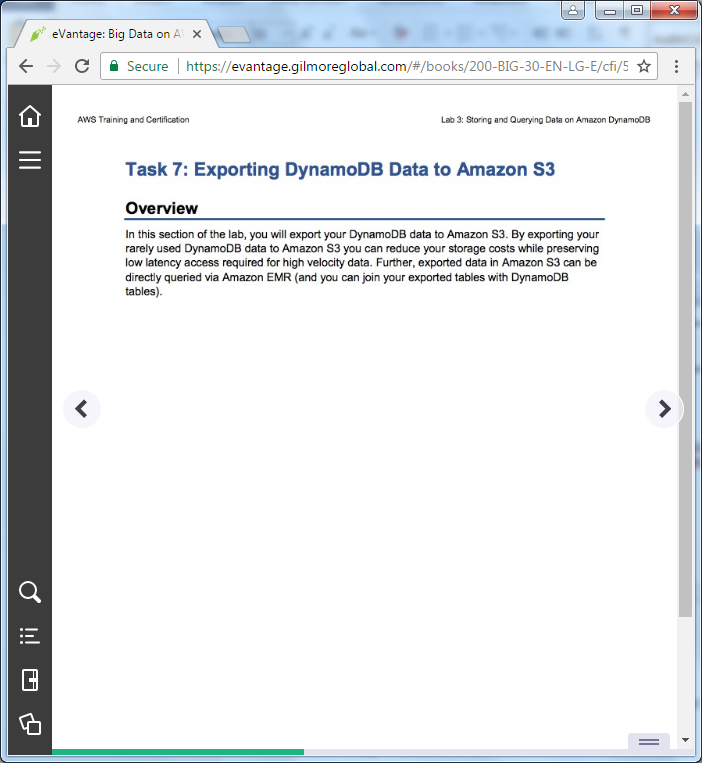 eVantage: Big Data on A
Secure
https://evantage.gilmoreglobal.com/#/books/200-BIG-30-EN-LG-E/cfi/5
AWS Training and Certification
Lab 3: Storing and Querying Data on Amazon DynamoDB
Task 7: Exporting DynamoDB Data to Amazon S3
Overview
In this section of the lab, you will export your DynamoDB data to Amazon S3. By exporting your
rarely used DynamoDB data to Amazon S3 you can reduce your storage costs while preserving
low latency access required for high velocity data. Further, exported data in Amazon S3 can be
directly queried via Amazon EMR (and you can join your exported tables with DynamoDB
tables).